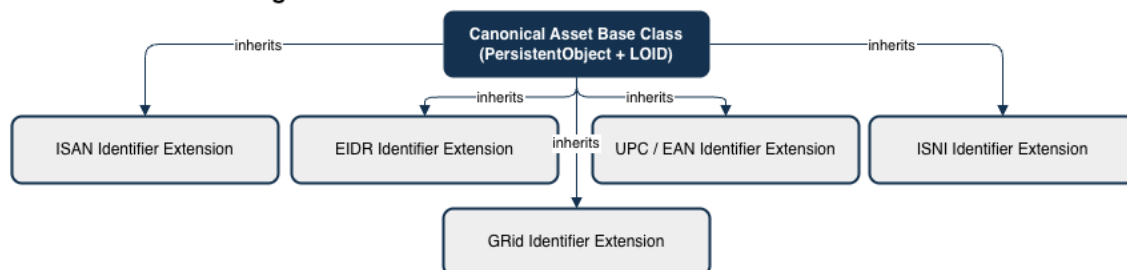 Canonical Asset Base Class
(PersistentObject + LOID)
inherits
inherits
inherits
inherits
inherits
ISAN Identifier Extension
EIDR Identifier Extension
UPC / EAN Identifier Extension
ISNI Identifier Extension
GRid Identifier Extension